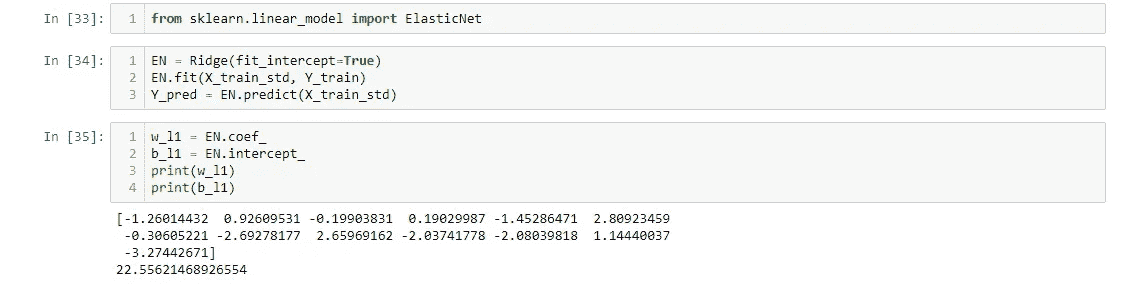 In [33]: 1 from sklearn.linear_model import ElasticNet
In [34]: 1 EN = Ridge(fit_intercept=True)
2 EN.fit(X_train_std, Y_train)
3 Y_pred = EN.predict(X_train_std)
In [35]: 1 w_l1 = EN.coef_
2 b_l1 = EN.intercept_
3 print(w_l1)
4 print(b_l1)
[-1.26014432 0.92609531 -0.19903831 0.19029987 -1.45286471 2.80923459
-0.30605221 -2.69278177 2.65969162 -2.03741778 -2.08039818 1.14440037
-3.27442671]
22.55621468926554